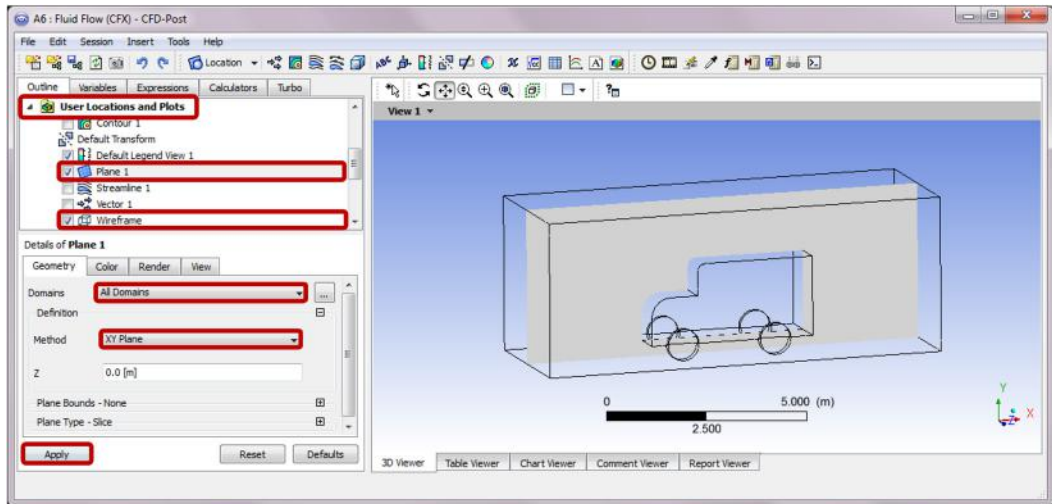 A6 : Fluid Flow (CFX) - CFD-Post
File Edit Session Insert Tools Help
Location
Outline Variables Expressions Calculators Turbo
User Locations and Plots
Contour 1
Default Transform
Default Legend View 1
Plane 1
Streamline 1
Vector 1
Wireframe
Details of Plane 1
Geometry Color Render View
Domains All Domains ...
Definition
Method XY Plane
Z 0.0 [m]
Plane Bounds - None
Plane Type - Slice
Apply Reset Defaults
View 1
0 5.000 (m)
2.500
Y
Z X
3D Viewer Table Viewer Chart Viewer Comment Viewer Report Viewer